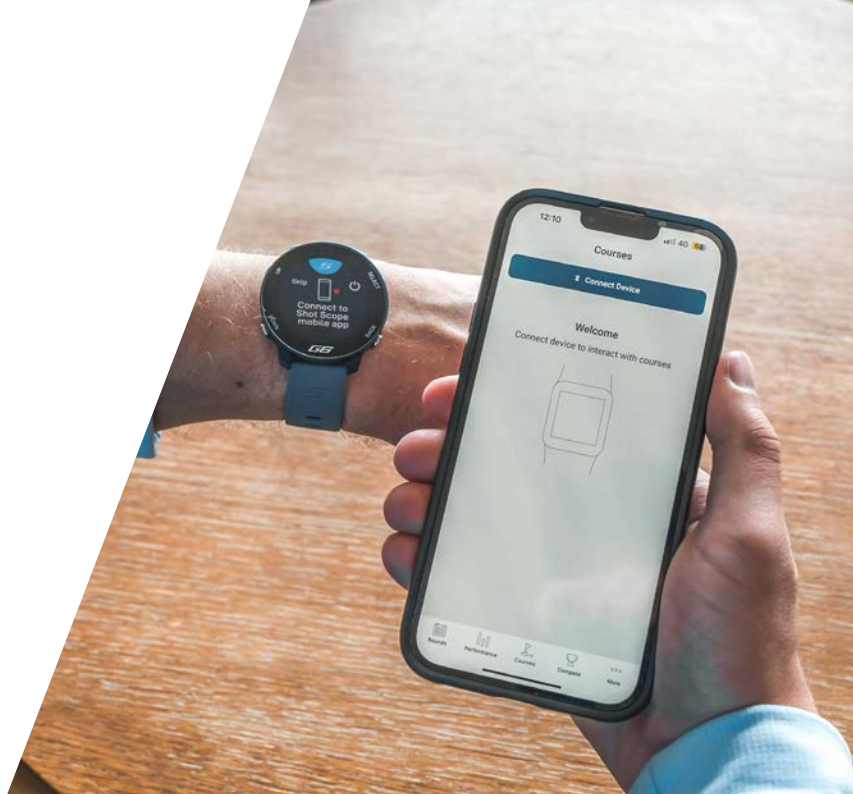 Skip
Connect to
Shot Scope
mobile app
SELECT
BACK
G6
12:10
4G
Courses
Connect Device
Welcome
Connect device to interact with courses
Rounds
Performance
Courses
Compete
More